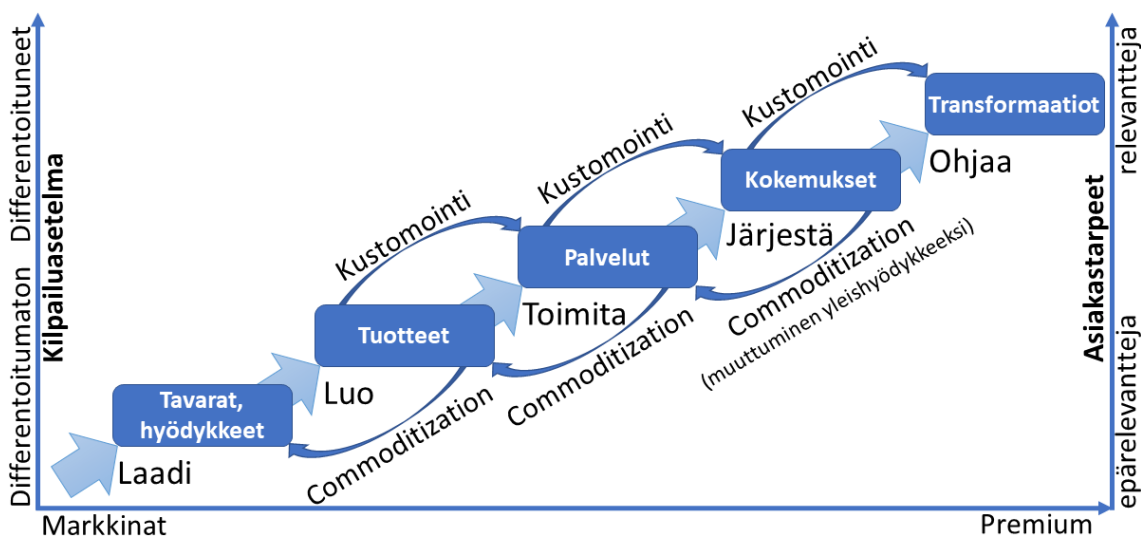 Differentoituneet
Differentoitumaton
Kilpailuasetelma
Markkinat
Premium
Asiakastarpeet
relevantteja
epärelevantteja
Tavarat,
hyödykkeet
Laadi
Tuotteet
Luo
Palvelut
Toimita
Kokemukset
Järjestä
Transformaatiot
Ohjaa
Kustomointi
Kustomointi
Kustomointi
Commoditization
Commoditization
Commoditization
(muuttuminen yleishyödykkeeksi)